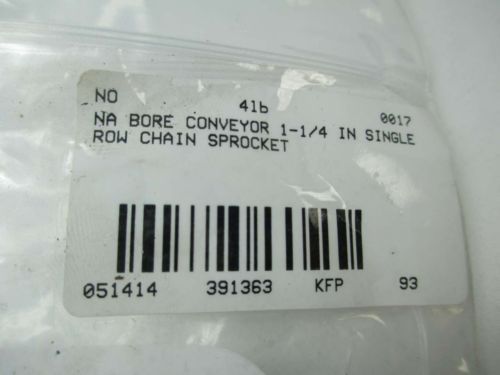 NO 41b 0017
NA BORE CONVEYOR 1-1/4 IN SINGLE
ROW CHAIN SPROCKET
051414 391363 KFP 93